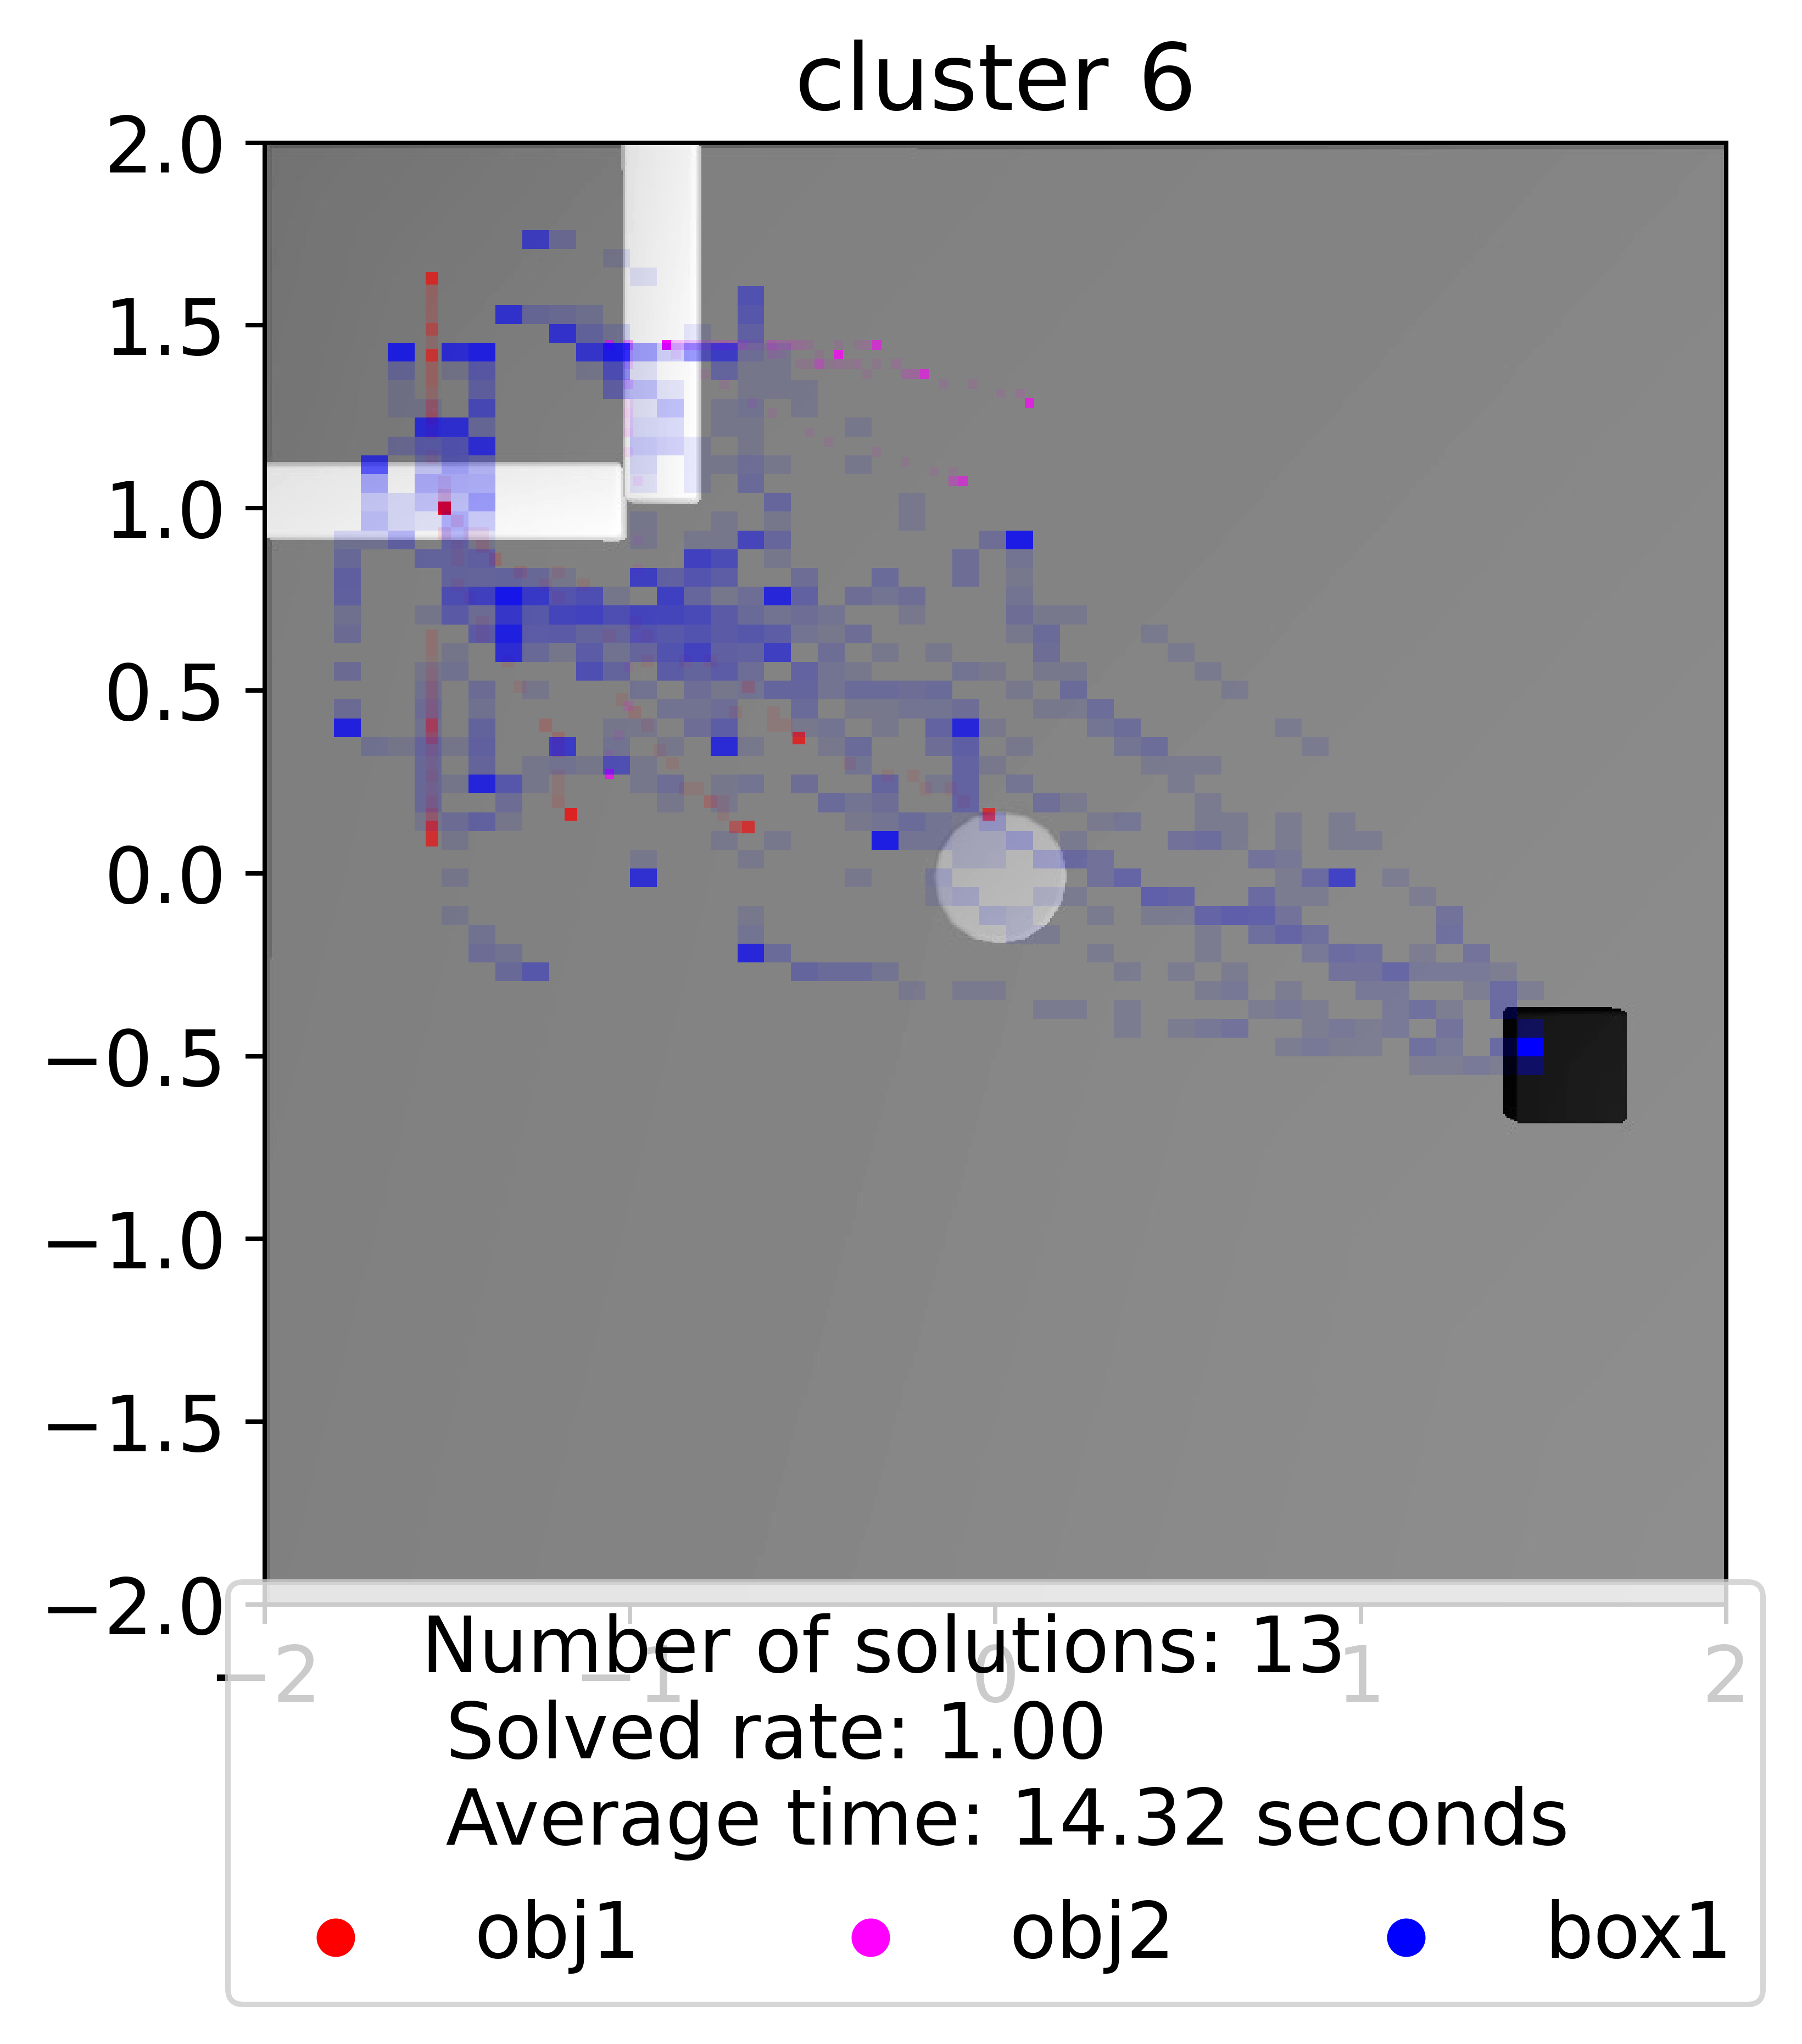 cluster 6
2.0
1.5
1.0
0.5
0.0
−0.5
−1.0
−1.5
−2.0
−2 −1 0 1 2
Number of solutions: 13
Solved rate: 1.00
Average time: 14.32 seconds
obj1 obj2 box1